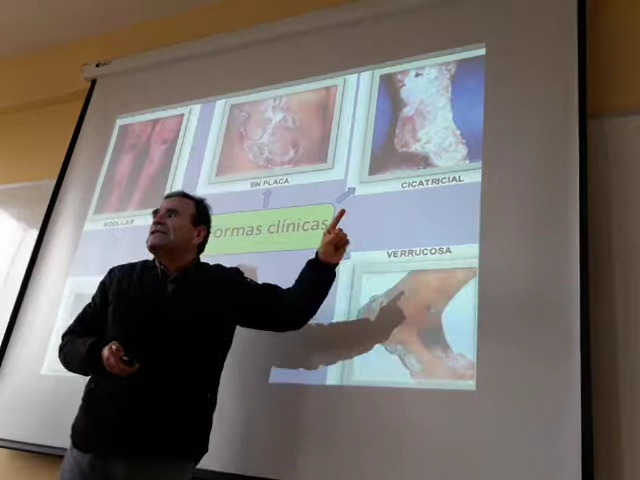 NODULAR
EN PLACA
CICATRICIAL
Formas clínicas
VERRUCOSA